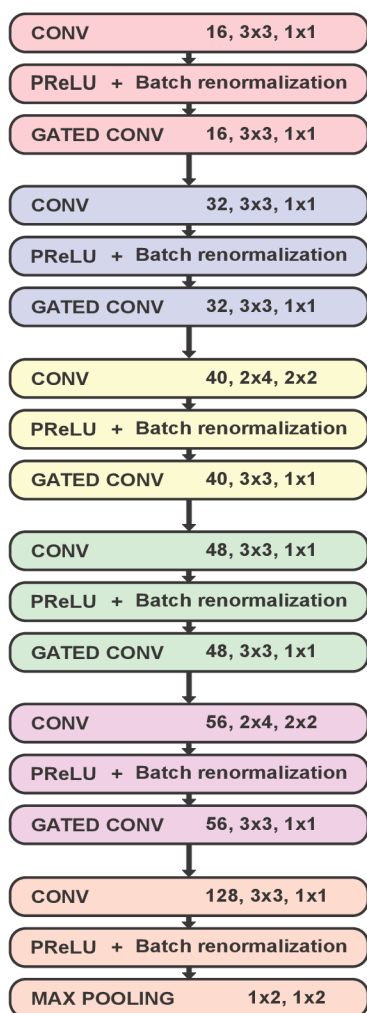 CONV 16, 3x3, 1x1
PReLU + Batch renormalization
GATED CONV 16, 3x3, 1x1
CONV 32, 3x3, 1x1
PReLU + Batch renormalization
GATED CONV 32, 3x3, 1x1
CONV 40, 2x4, 2x2
PReLU + Batch renormalization
GATED CONV 40, 3x3, 1x1
CONV 48, 3x3, 1x1
PReLU + Batch renormalization
GATED CONV 48, 3x3, 1x1
CONV 56, 2x4, 2x2
PReLU + Batch renormalization
GATED CONV 56, 3x3, 1x1
CONV 128, 3x3, 1x1
PReLU + Batch renormalization
MAX POOLING 1x2, 1x2